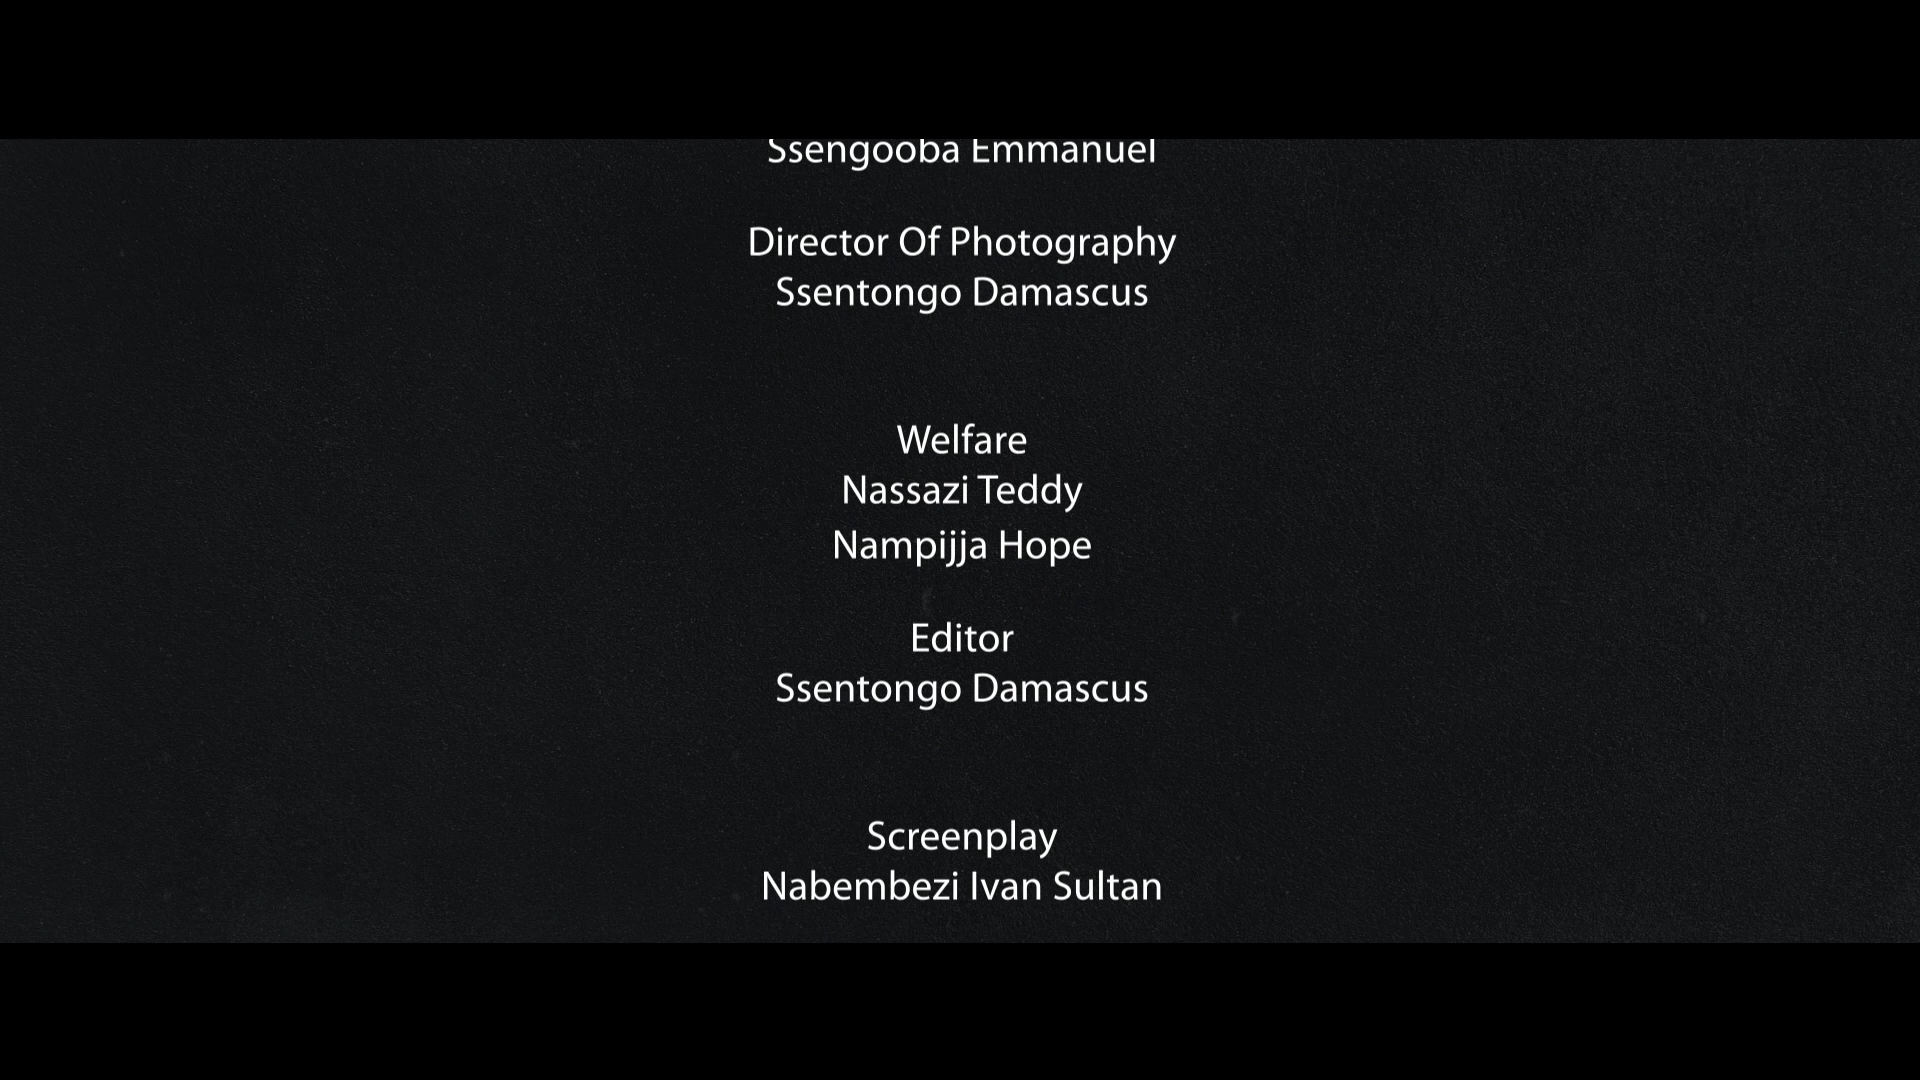 Ssengooba Emmanuel
Director Of Photography
Ssentongo Damascus
Welfare
Nassazi Teddy
Nampijja Hope
Editor
Ssentongo Damascus
Screenplay
Nabembezi Ivan Sultan